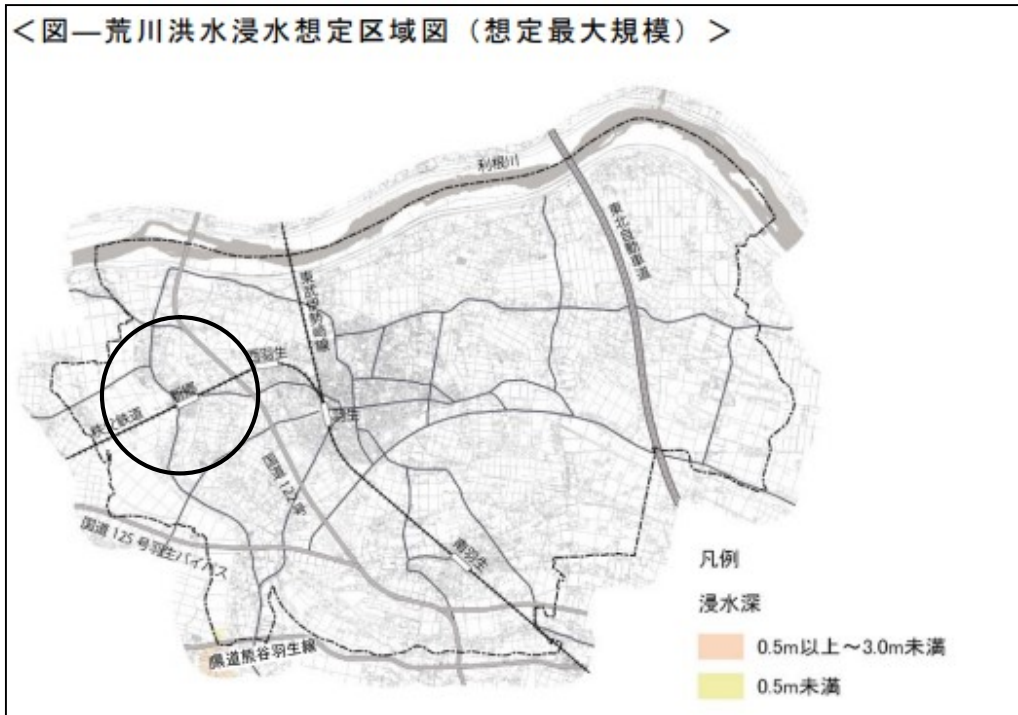 ＜図―荒川洪水浸水想定区域図（想定最大規模）＞
利根川
東北自動車道
東武伊勢崎線
西羽生
新郷
羽生
秩父鉄道
国道122号
南羽生
国道125号羽生バイパス
県道熊谷羽生線
凡例
浸水深
0.5m以上～3.0m未満
0.5m未満